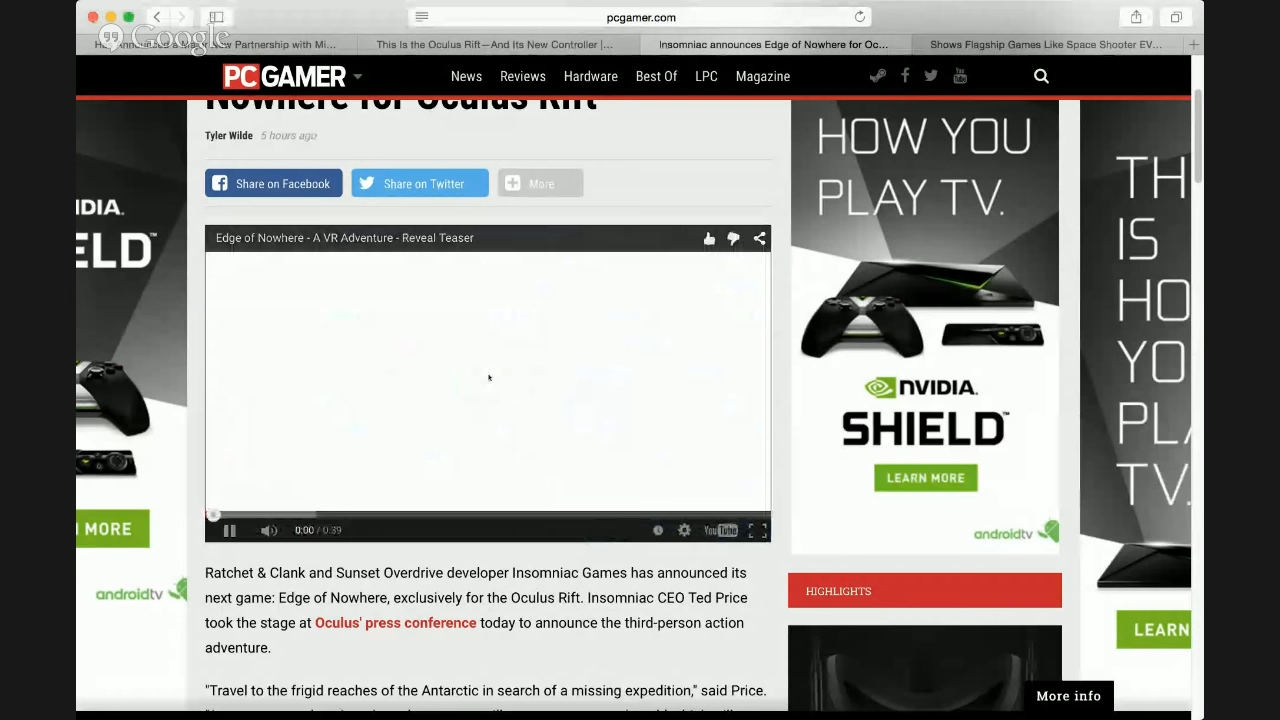 pcgamer.com
Google
This Is the Oculus Rift—And its New Controller |...
Insomniac announces Edge of Nowhere for Oc...
Shows Flagship Games Like Space Shooter EV...
PC GAMER
News
Reviews
Hardware
Best Of
LPC
Magazine
Nowhere for Oculus Rift
Tyler Wilde 5 hours ago
Share on Facebook
Share on Twitter
More
Edge of Nowhere - A VR Adventure - Reveal Teaser
0:00 / 0:39
YouTube
Ratchet & Clank and Sunset Overdrive developer Insomniac Games has announced its
next game: Edge of Nowhere, exclusively for the Oculus Rift. Insomniac CEO Ted Price
took the stage at Oculus' press conference today to announce the third-person action
adventure.
"Travel to the frigid reaches of the Antarctic in search of a missing expedition," said Price.
IDIA.
ELD™
MORE
androidtv
HOW YOU
PLAY TV.
NVIDIA.
SHIELD™
LEARN MORE
androidtv
HIGHLIGHTS
TH
IS
HO
YO
PL
TV.
LEARN
More info